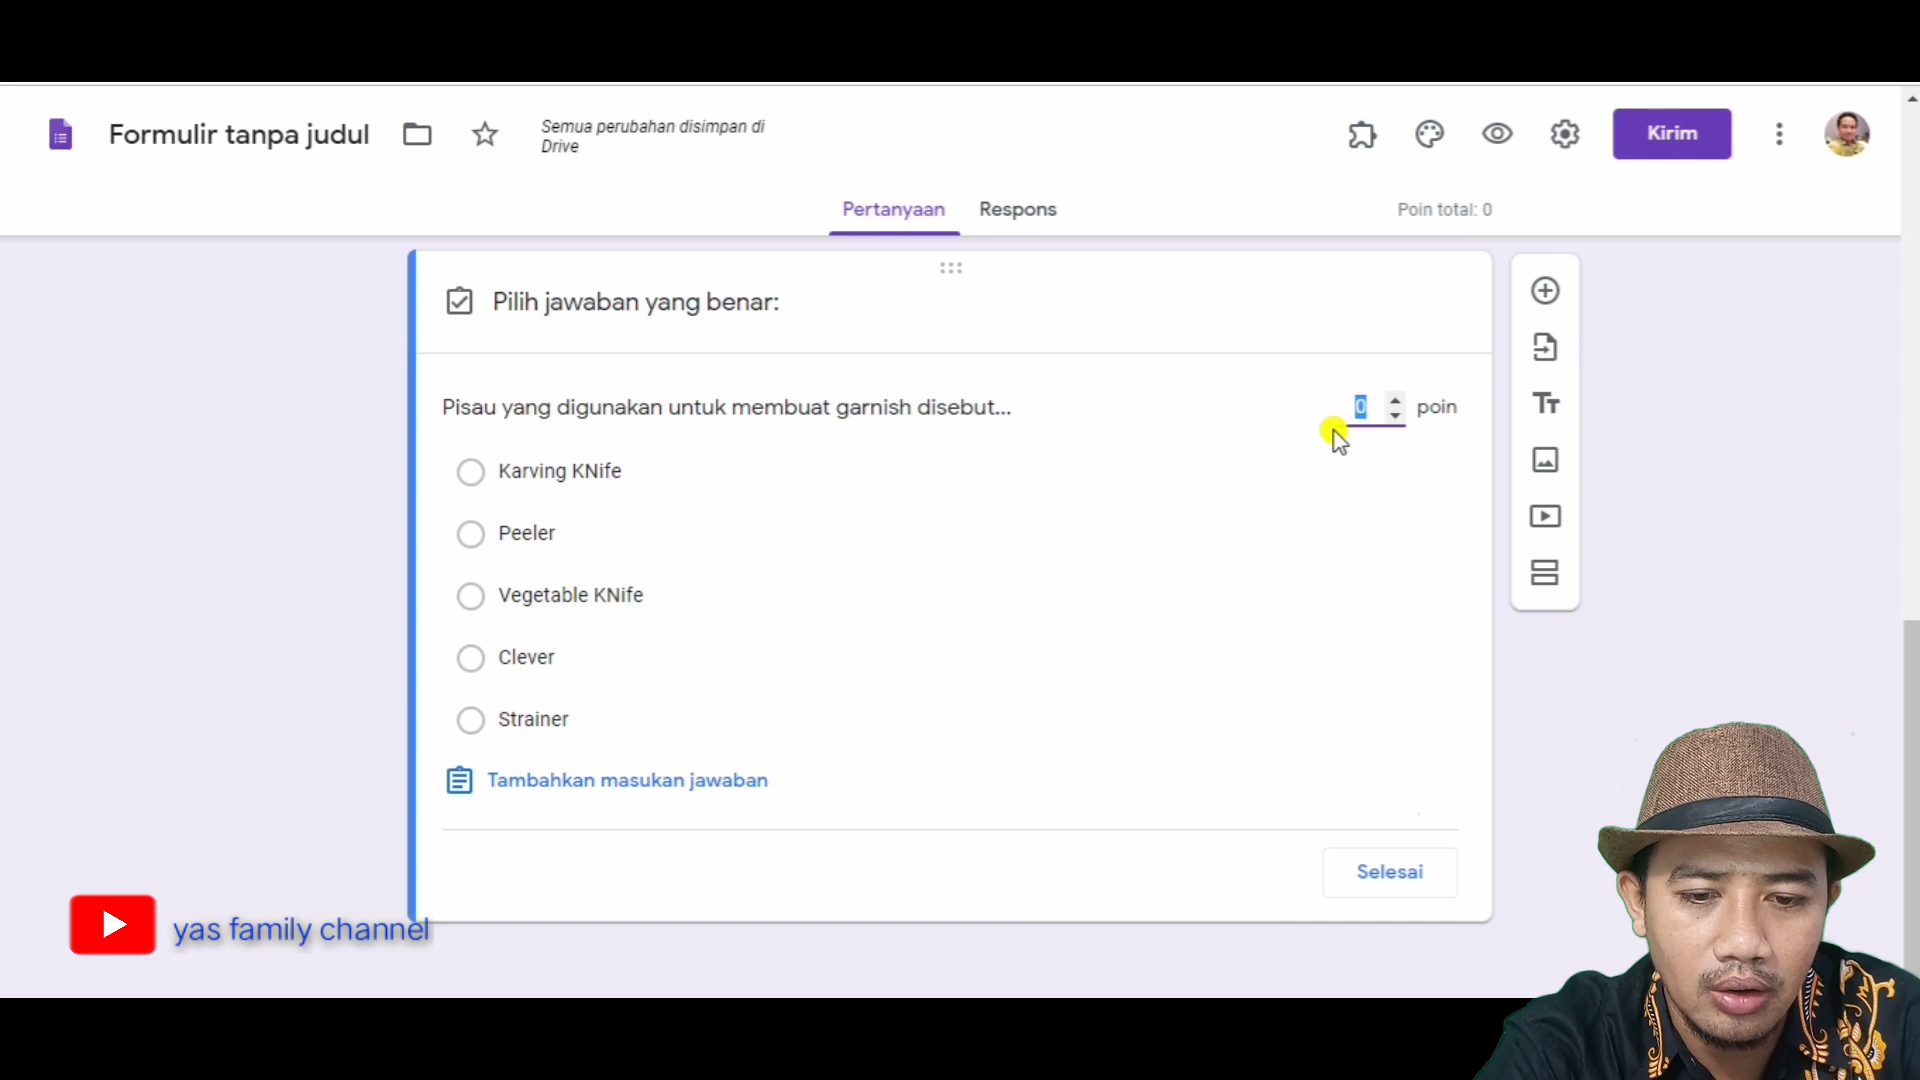 Formulir tanpa judul
Semua perubahan disimpan di
Drive
Kirim
Pertanyaan
Respons
Poin total: 0
Pilih jawaban yang benar:
Pisau yang digunakan untuk membuat garnish disebut...
0
poin
Karving KNife
Peeler
Vegetable KNife
Clever
Strainer
Tambahkan masukan jawaban
Selesai
yas family channel